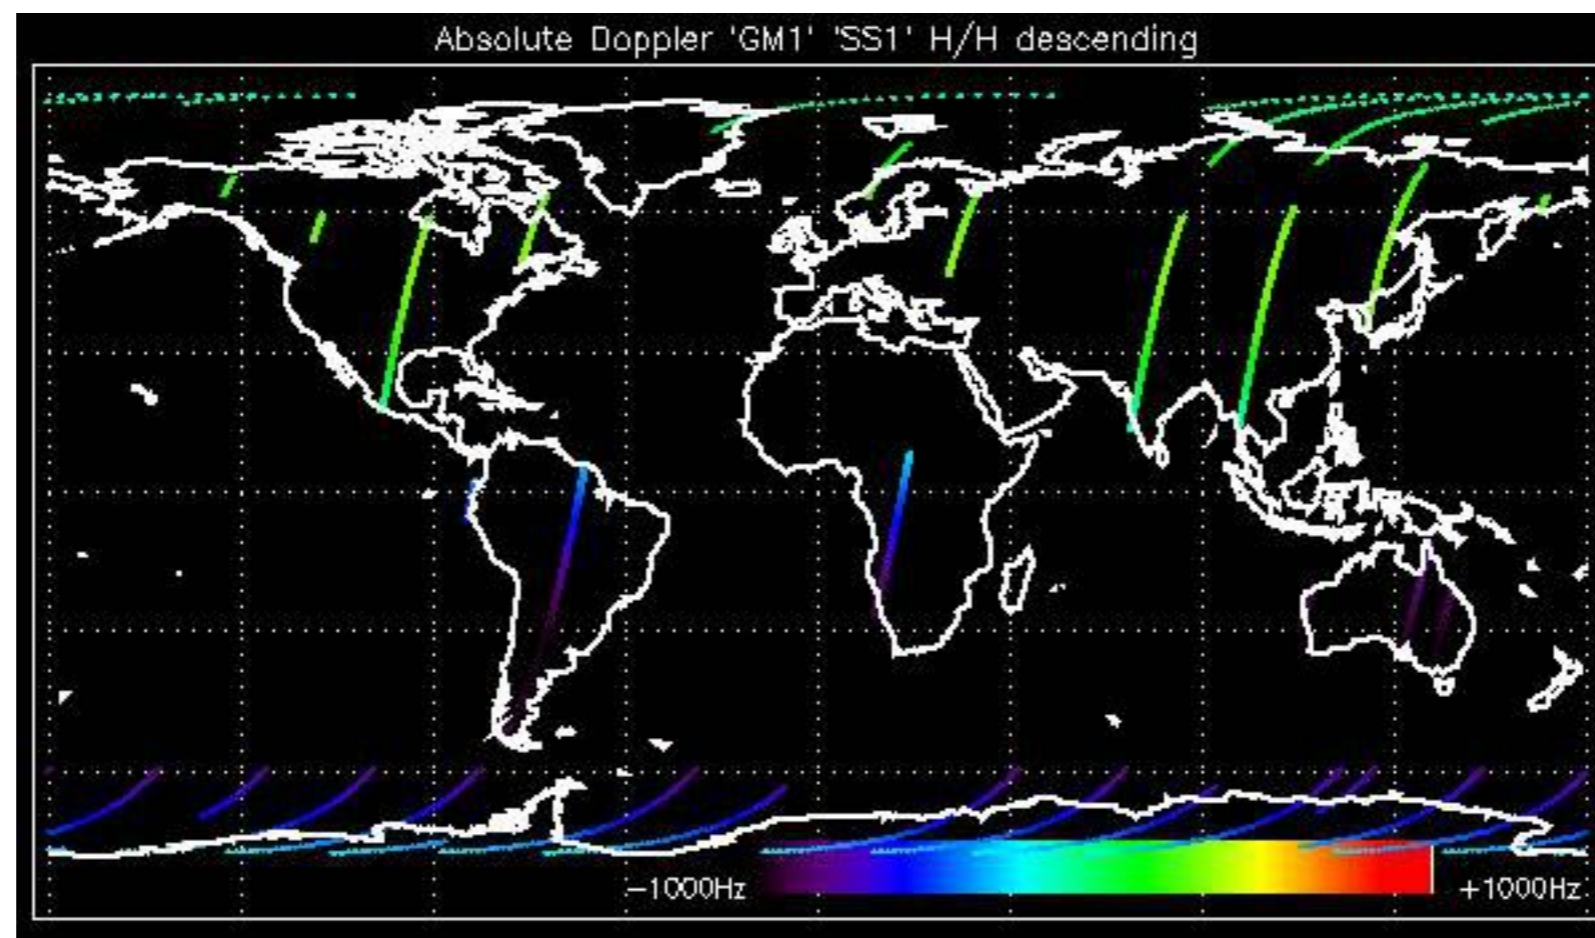 Absolute Doppler 'GM1' 'SS1' H/H descending
−1000Hz +1000Hz